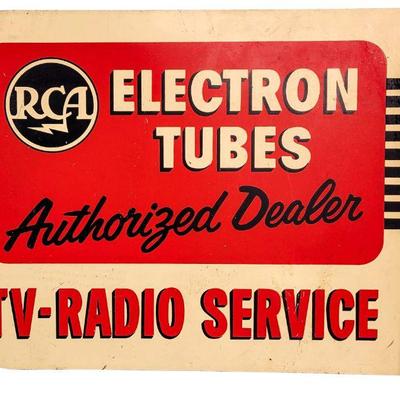 RCA
ELECTRON
TUBES
Authorized Dealer
TV-RADIO SERVICE